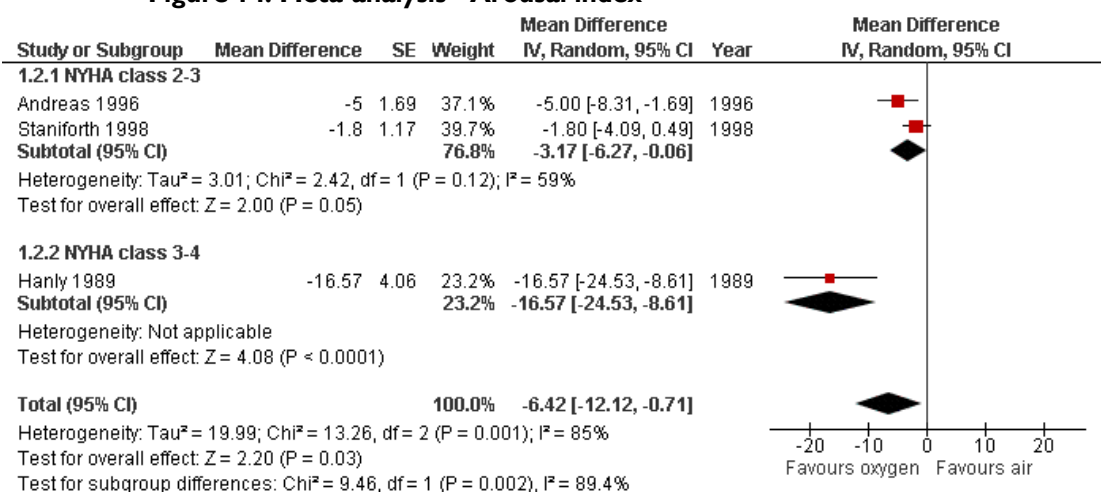 Figure 14. Meta-analysis - Arousal Index
Mean Difference Mean Difference
Study or Subgroup Mean Difference SE Weight IV, Random, 95% CI Year IV, Random, 95% CI
1.2.1 NYHA class 2-3
Andreas 1996 -5 1.69 37.1% -5.00 [-8.31, -1.69] 1996
Staniforth 1998 -1.8 1.17 39.7% -1.80 [-4.09, 0.49] 1998
Subtotal (95% CI) 76.8% -3.17 [-6.27, -0.06]
Heterogeneity: Tau² = 3.01; Chi² = 2.42, df = 1 (P = 0.12); I² = 59%
Test for overall effect: Z = 2.00 (P = 0.05)
1.2.2 NYHA class 3-4
Hanly 1989 -16.57 4.06 23.2% -16.57 [-24.53, -8.61] 1989
Subtotal (95% CI) 23.2% -16.57 [-24.53, -8.61]
Heterogeneity: Not applicable
Test for overall effect: Z = 4.08 (P < 0.0001)
Total (95% CI) 100.0% -6.42 [-12.12, -0.71]
Heterogeneity: Tau² = 19.99; Chi² = 13.26, df = 2 (P = 0.001); I² = 85%
Test for overall effect: Z = 2.20 (P = 0.03)
Test for subgroup differences: Chi² = 9.46, df = 1 (P = 0.002), I² = 89.4%
-20 -10 0 10 20
Favours oxygen Favours air